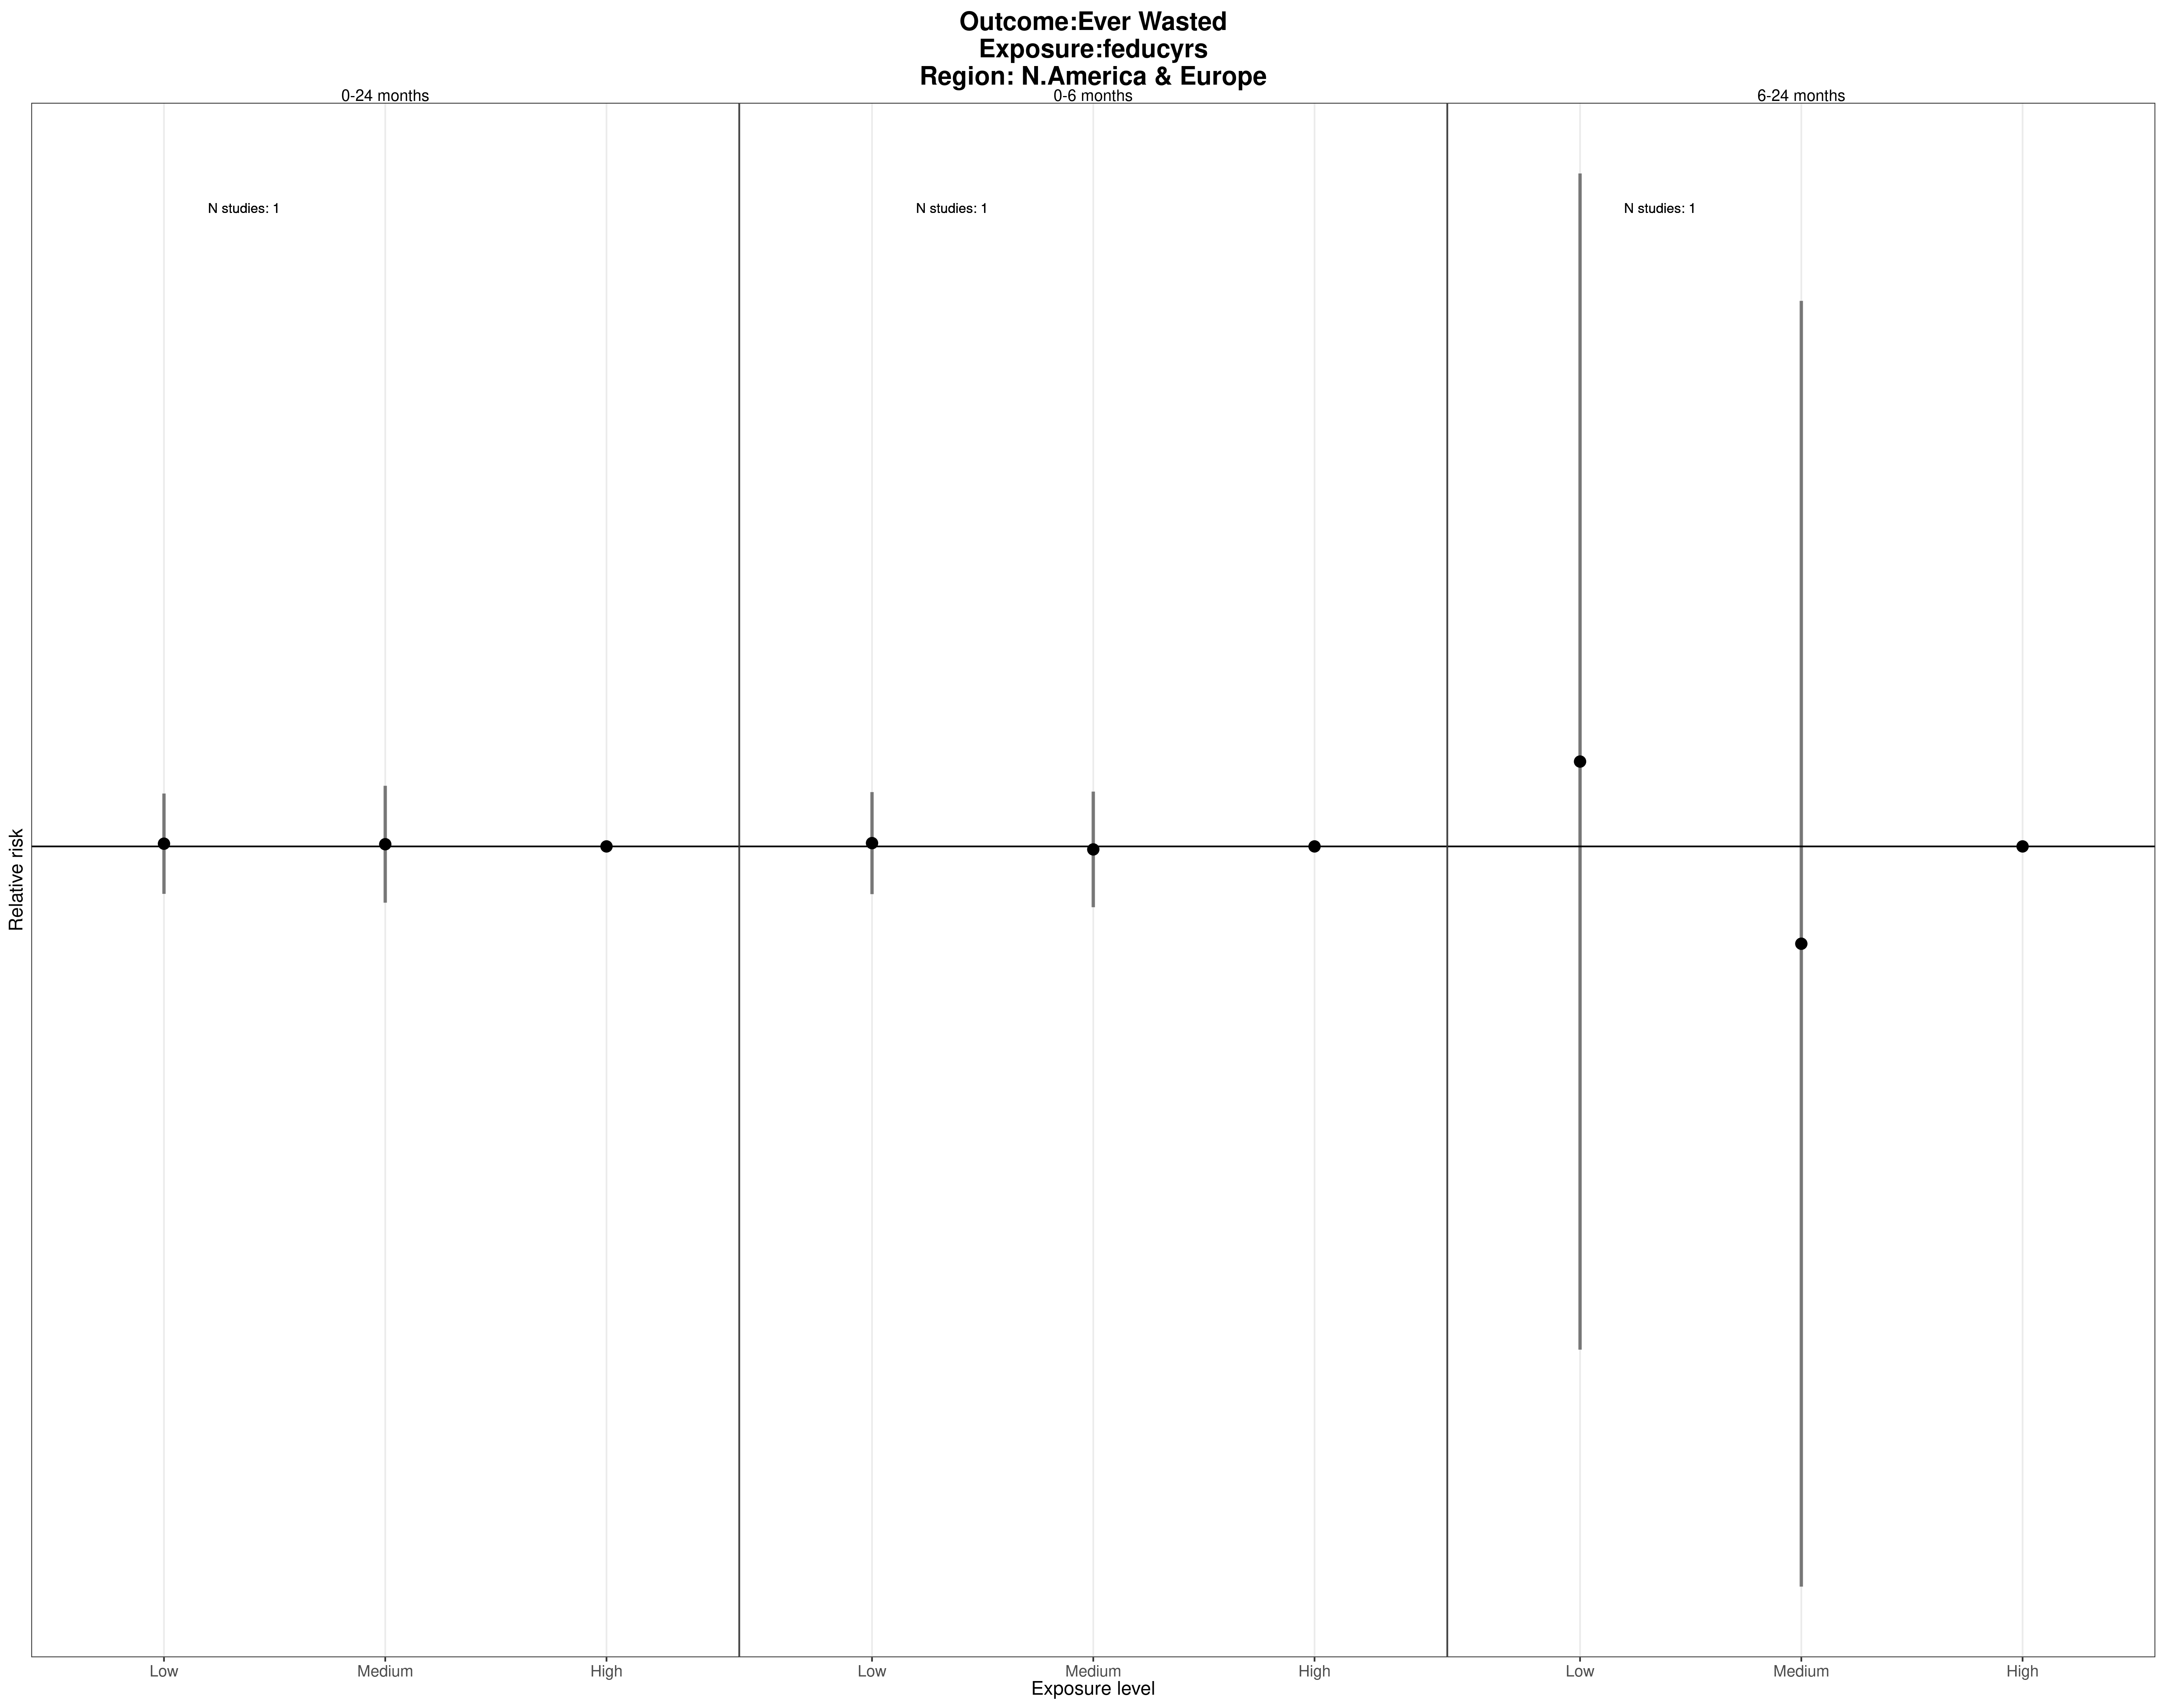 Outcome:Ever Wasted
Exposure:feducyrs
Region: N.America & Europe
0-24 months
0-6 months
6-24 months
N studies: 1
N studies: 1
N studies: 1
Relative risk
Low
Medium
High
Low
Medium
High
Low
Medium
High
Exposure level